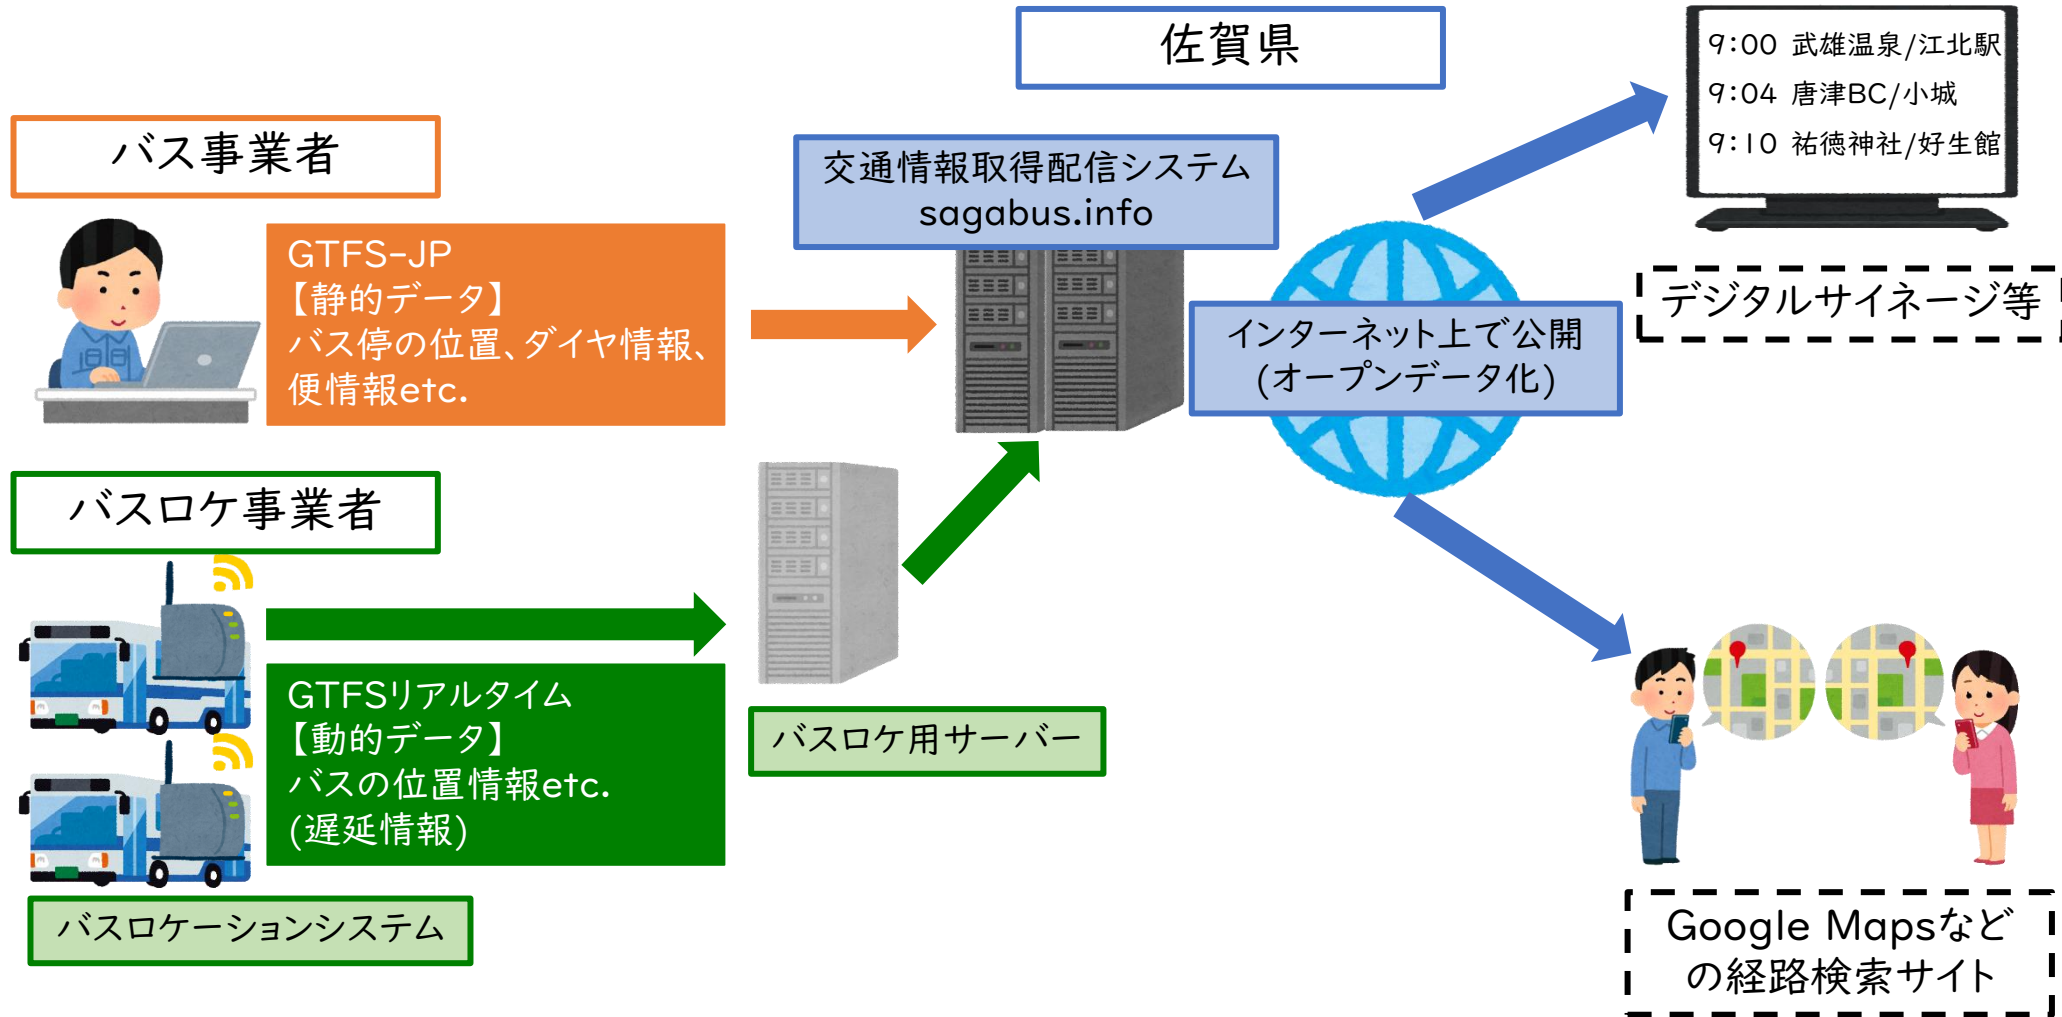 佐賀県
9:00 武雄温泉/江北駅
9:04 唐津BC/小城
9:10 祐徳神社/好生館
バス事業者
交通情報取得配信システム
sagabus.info
GTFS-JP
【静的データ】
バス停の位置、ダイヤ情報、
便情報etc.
インターネット上で公開
(オープンデータ化)
デジタルサイネージ等
バスロケ事業者
GTFSリアルタイム
【動的データ】
バスの位置情報etc.
(遅延情報)
バスロケ用サーバー
バスロケーションシステム
Google Mapsなど
の経路検索サイト